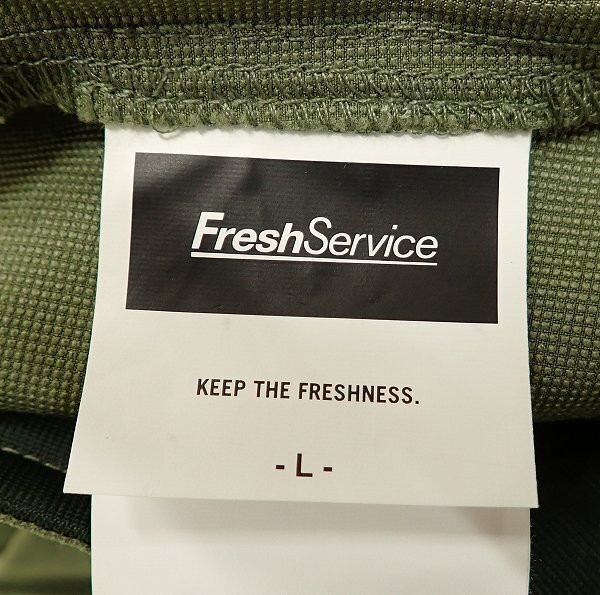 FreshService
KEEP THE FRESHNESS.
- L -